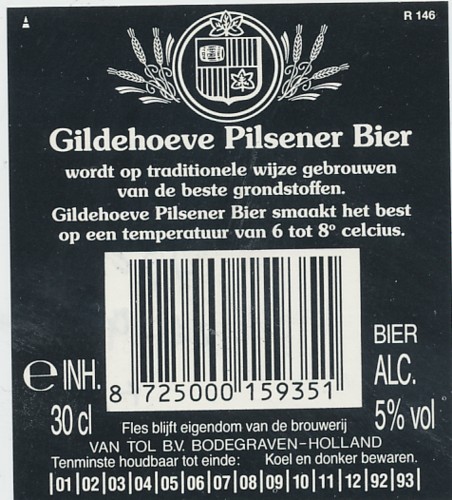 R 146
Gildehoeve Pilsener Bier
wordt op traditionele wijze gebrouwen
van de beste grondstoffen.
Gildehoeve Pilsener Bier smaakt het best
op een temperatuur van 6 tot 8º celcius.
8 725000 159351
℮ INH.
30 cl
BIER
ALC.
5% vol
Fles blijft eigendom van de brouwerij
VAN TOL B.V. BODEGRAVEN-HOLLAND
Tenminste houdbaar tot einde: Koel en donker bewaren.
|01|02|03|04|05|06|07|08|09|10|11|12|92|93|